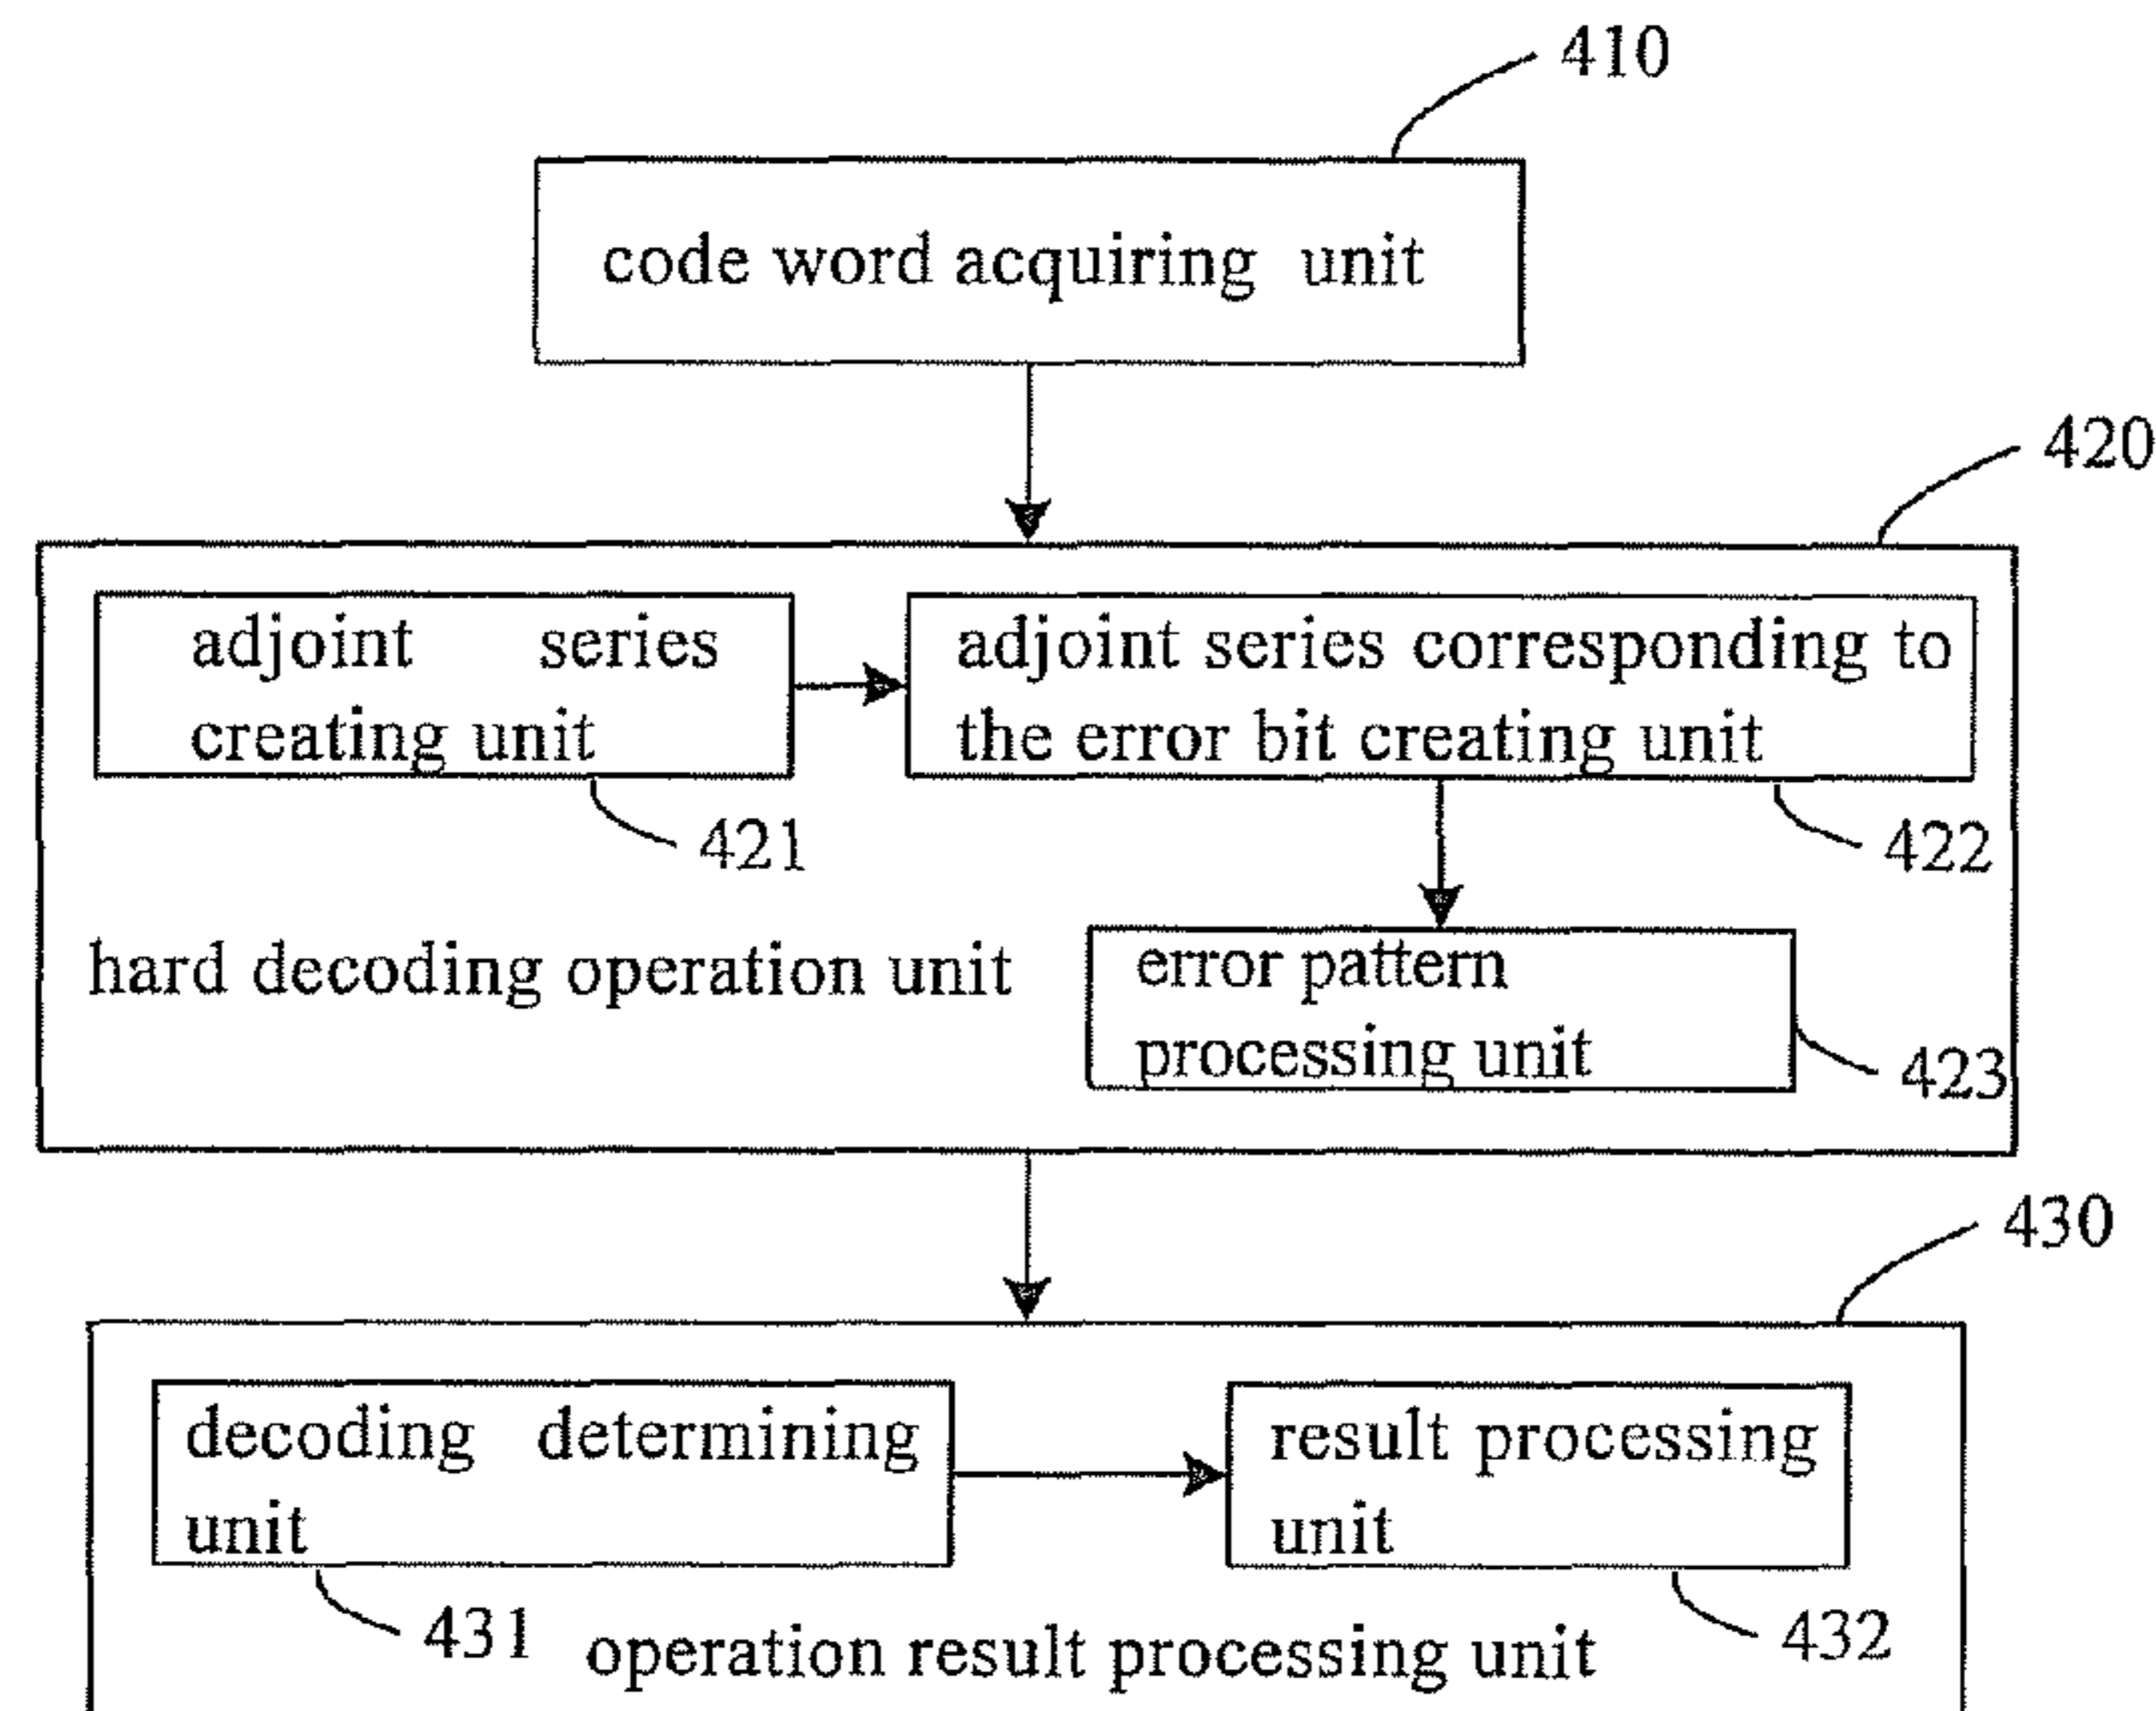 410
code word acquiring unit
420
adjoint series
creating unit
adjoint series corresponding to
the error bit creating unit
421
422
hard decoding operation unit
error pattern
processing unit
423
430
decoding determining
unit
result processing
unit
431
432
operation result processing unit